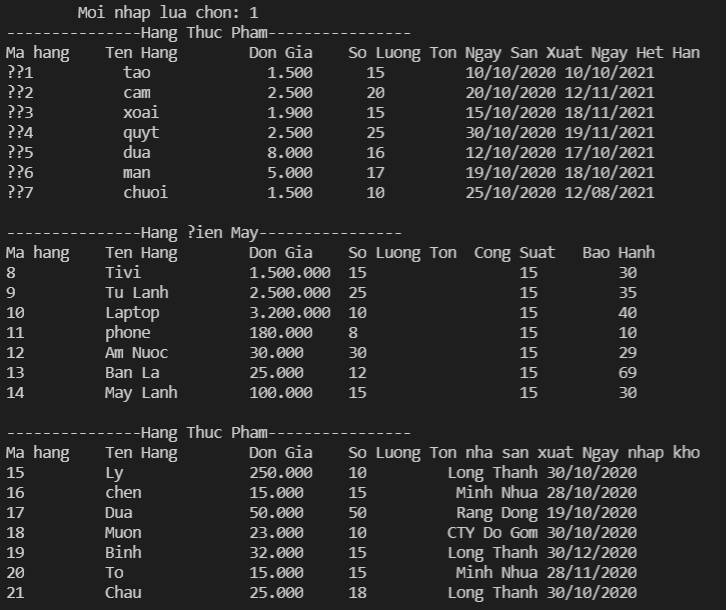 Moi nhap lua chon: 1
---------------Hang Thuc Pham----------------
Ma hang Ten Hang Don Gia So Luong Ton Ngay San Xuat Ngay Het Han
??1 tao 1.500 15 10/10/2020 10/10/2021
??2 cam 2.500 20 20/10/2020 12/11/2021
??3 xoai 1.900 15 15/10/2020 18/11/2021
??4 quyt 2.500 25 30/10/2020 19/11/2021
??5 dua 8.000 16 12/10/2020 17/10/2021
??6 man 5.000 17 19/10/2020 18/10/2021
??7 chuoi 1.500 10 25/10/2020 12/08/2021
---------------Hang ?ien May----------------
Ma hang Ten Hang Don Gia So Luong Ton Cong Suat Bao Hanh
8 Tivi 1.500.000 15 15 30
9 Tu Lanh 2.500.000 25 15 35
10 Laptop 3.200.000 10 15 40
11 phone 180.000 8 15 10
12 Am Nuoc 30.000 30 15 29
13 Ban La 25.000 12 15 69
14 May Lanh 100.000 15 15 30
---------------Hang Thuc Pham----------------
Ma hang Ten Hang Don Gia So Luong Ton nha san xuat Ngay nhap kho
15 Ly 250.000 10 Long Thanh 30/10/2020
16 chen 15.000 15 Minh Nhua 28/10/2020
17 Dua 50.000 50 Rang Dong 19/10/2020
18 Muon 23.000 10 CTY Do Gom 30/10/2020
19 Binh 32.000 15 Long Thanh 30/12/2020
20 To 15.000 15 Minh Nhua 28/11/2020
21 Chau 25.000 18 Long Thanh 30/10/2020